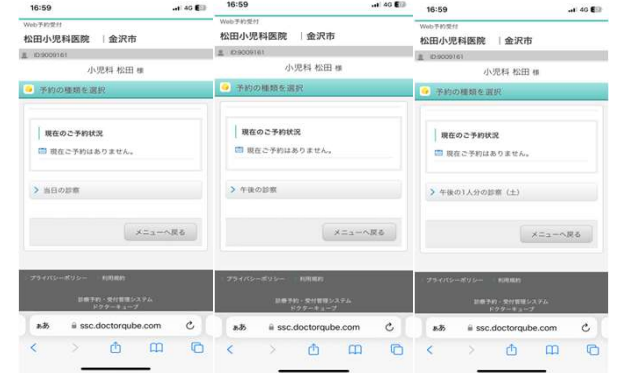 16:59
4G
Web予約受付
松田小児科医院 ｜金沢市
ID:9009161
小児科 松田 様
予約の種類を選択
現在のご予約状況
現在ご予約はありません。
当日の診察
メニューへ戻る
プライバシーポリシー 利用規約
診療予約・受付管理システム
ドクターキューブ
ぁあ ssc.doctorqube.com
16:59
4G
Web予約受付
松田小児科医院 ｜金沢市
ID:9009161
小児科 松田 様
予約の種類を選択
現在のご予約状況
現在ご予約はありません。
午後の診察
メニューへ戻る
プライバシーポリシー 利用規約
診療予約・受付管理システム
ドクターキューブ
ぁあ ssc.doctorqube.com
16:59
4G
Web予約受付
松田小児科医院 ｜金沢市
ID:9009161
小児科 松田 様
予約の種類を選択
現在のご予約状況
現在ご予約はありません。
午後の1人分の診察（土）
メニューへ戻る
プライバシーポリシー 利用規約
診療予約・受付管理システム
ドクターキューブ
ぁあ ssc.doctorqube.com